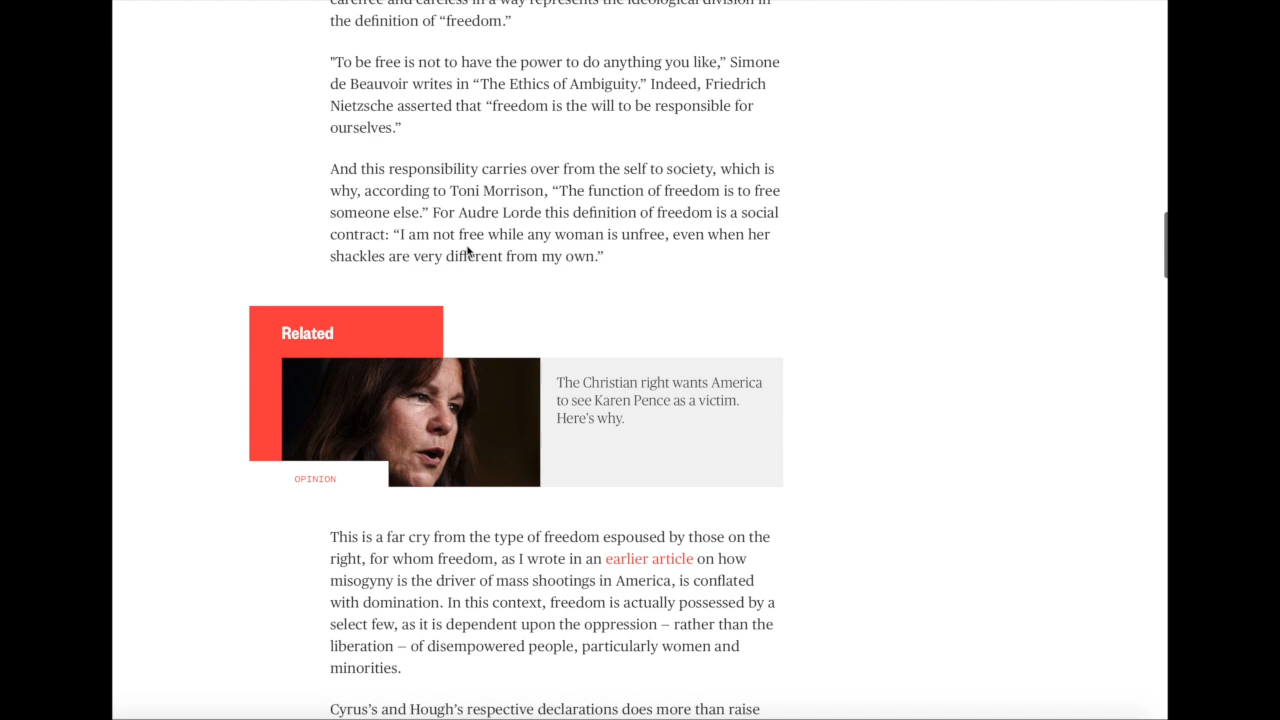 carefree and careless in a way represents the ideological division in
the definition of “freedom.”
"To be free is not to have the power to do anything you like,” Simone
de Beauvoir writes in “The Ethics of Ambiguity.” Indeed, Friedrich
Nietzsche asserted that “freedom is the will to be responsible for
ourselves.”
And this responsibility carries over from the self to society, which is
why, according to Toni Morrison, “The function of freedom is to free
someone else.” For Audre Lorde this definition of freedom is a social
contract: “I am not free while any woman is unfree, even when her
shackles are very different from my own.”
Related
The Christian right wants America
to see Karen Pence as a victim.
Here's why.
OPINION
This is a far cry from the type of freedom espoused by those on the
right, for whom freedom, as I wrote in an earlier article on how
misogyny is the driver of mass shootings in America, is conflated
with domination. In this context, freedom is actually possessed by a
select few, as it is dependent upon the oppression — rather than the
liberation — of disempowered people, particularly women and
minorities.
Cyrus’s and Hough’s respective declarations does more than raise